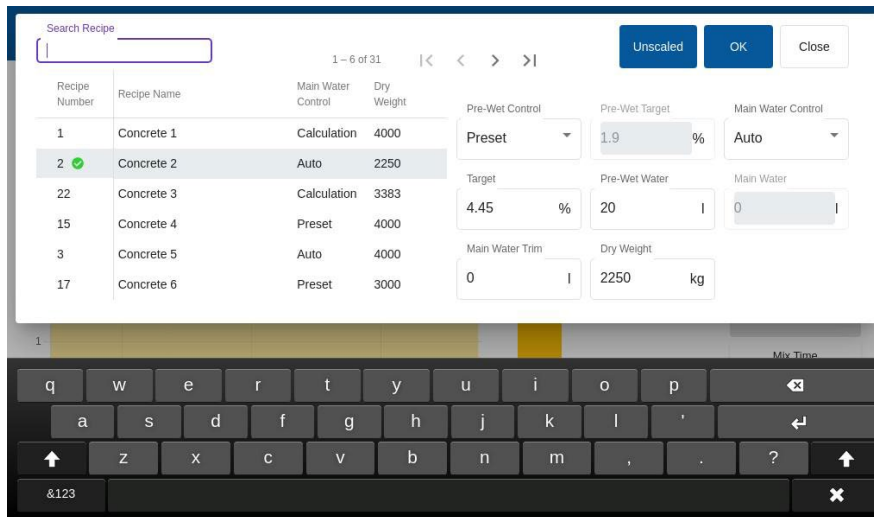 Search Recipe
1 – 6 of 31
Unscaled
OK
Close
Recipe Number
Recipe Name
Main Water Control
Dry Weight
1 Concrete 1 Calculation 4000
2 Concrete 2 Auto 2250
22 Concrete 3 Calculation 3383
15 Concrete 4 Preset 4000
3 Concrete 5 Auto 4000
17 Concrete 6 Preset 3000
Pre-Wet Control
Preset
Pre-Wet Target
1.9 %
Main Water Control
Auto
Target
4.45 %
Pre-Wet Water
20 l
Main Water
0 l
Main Water Trim
0 l
Dry Weight
2250 kg
1
Mix Time
q w e r t y u i o p
a s d f g h j k l '
z x c v b n m , . ?
&123